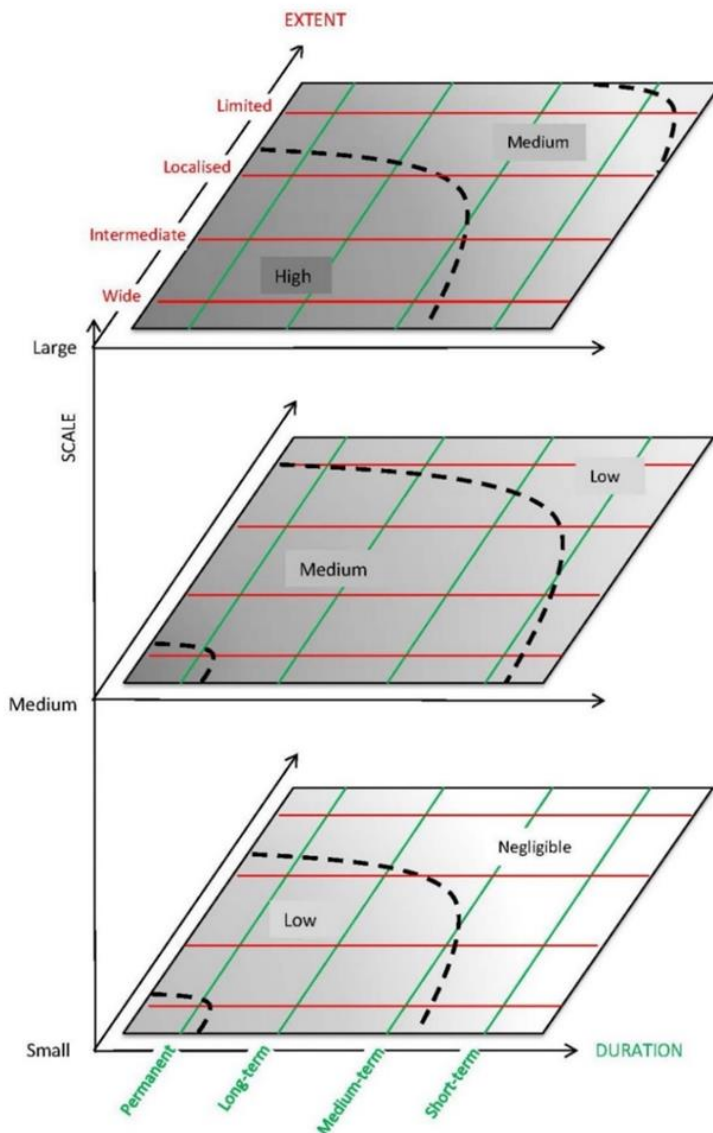 EXTENT
Limited
Medium
Localised
Intermediate
High
Wide
Large
SCALE
Low
Medium
Medium
Negligible
Low
Small
Permanent
Long-term
Medium-term
Short-term
DURATION